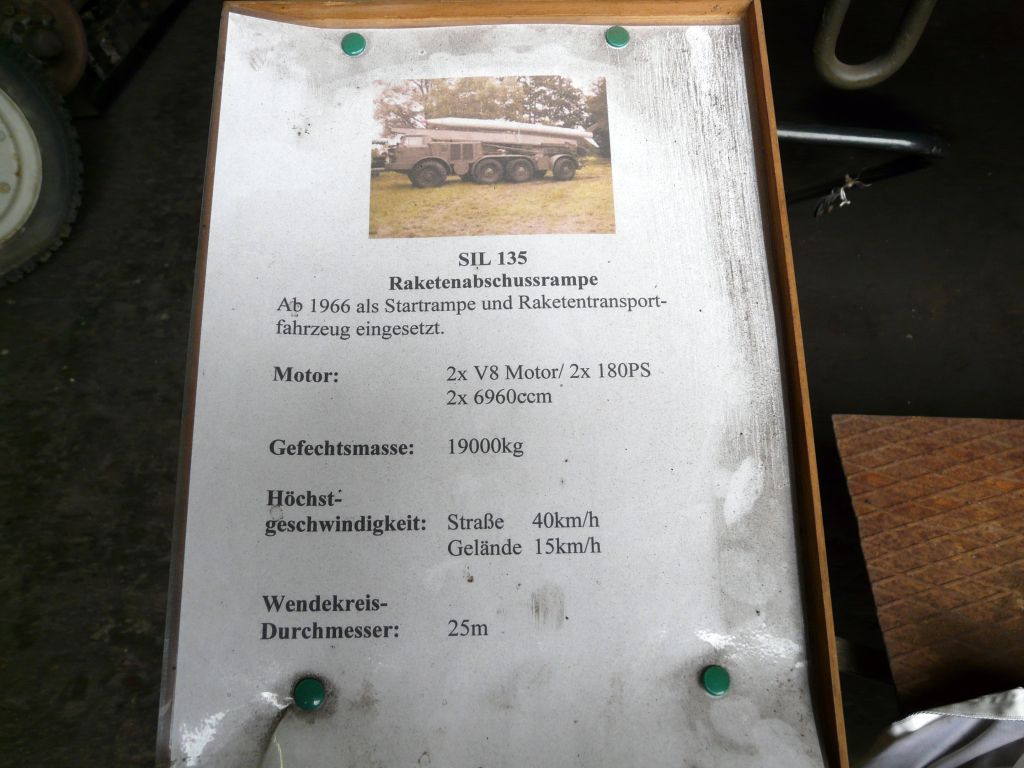 SIL 135
Raketenabschussrampe
Ab 1966 als Startrampe und Raketentransport-
fahrzeug eingesetzt.
Motor: 2x V8 Motor/ 2x 180PS
2x 6960ccm
Gefechtsmasse: 19000kg
Höchst-
geschwindigkeit: Straße 40km/h
Gelände 15km/h
Wendekreis-
Durchmesser: 25m